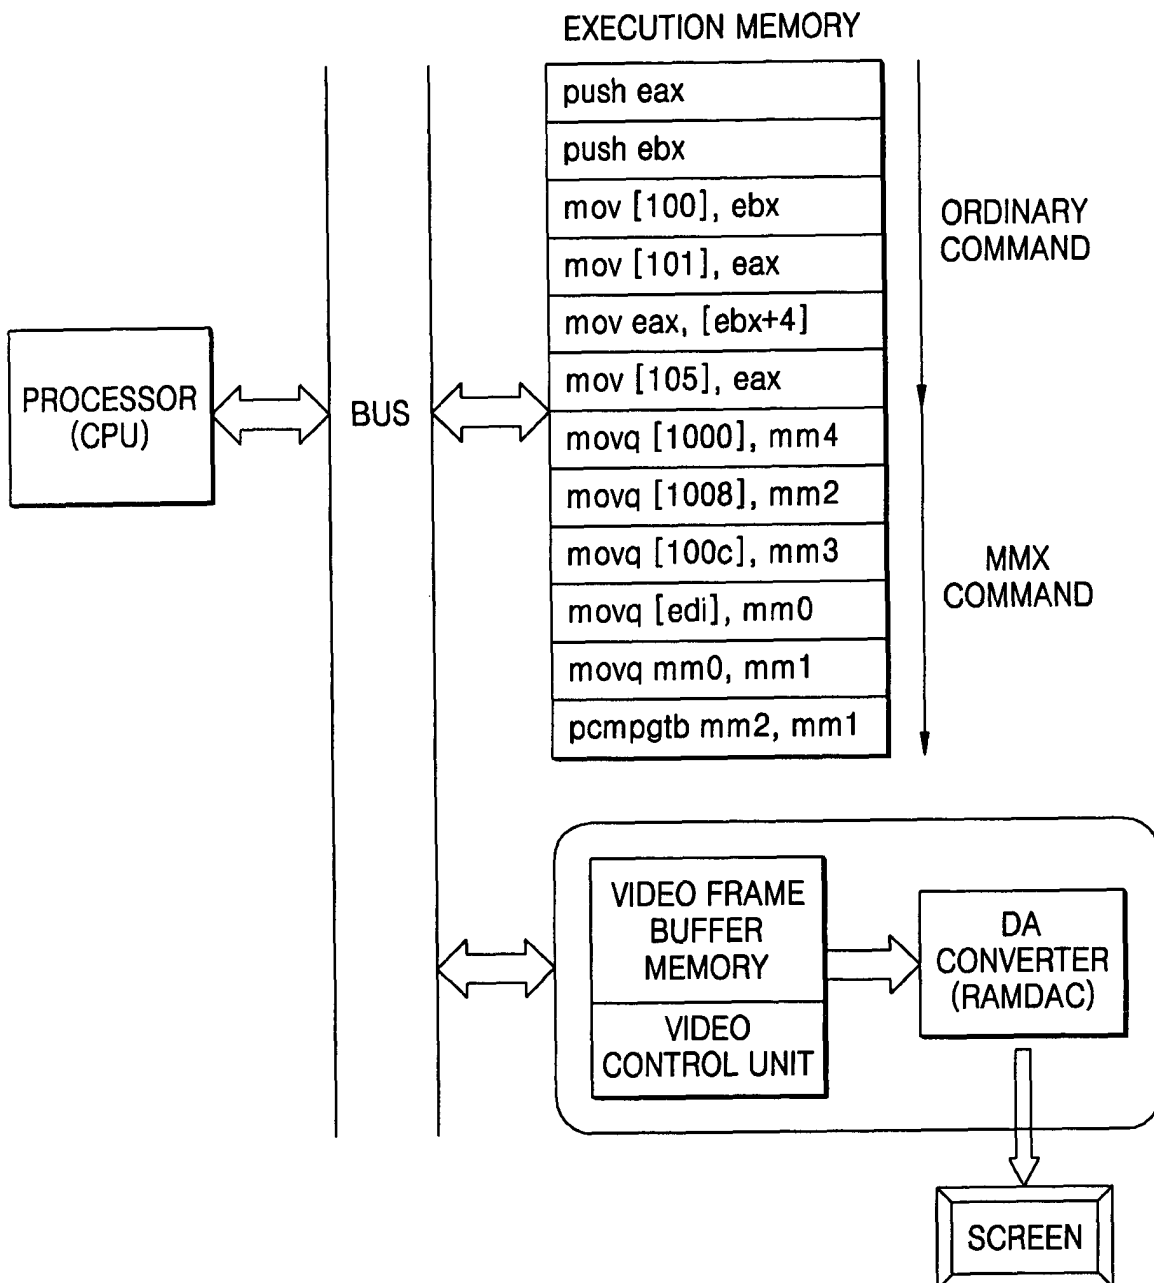 EXECUTION MEMORY
push eax
push ebx
mov [100], ebx
mov [101], eax
mov eax, [ebx+4]
mov [105], eax
movq [1000], mm4
movq [1008], mm2
movq [100c], mm3
movq [edi], mm0
movq mm0, mm1
pcmpgtb mm2, mm1
ORDINARY
COMMAND
MMX
COMMAND
PROCESSOR
(CPU)
BUS
VIDEO FRAME
BUFFER
MEMORY
VIDEO
CONTROL UNIT
DA
CONVERTER
(RAMDAC)
SCREEN